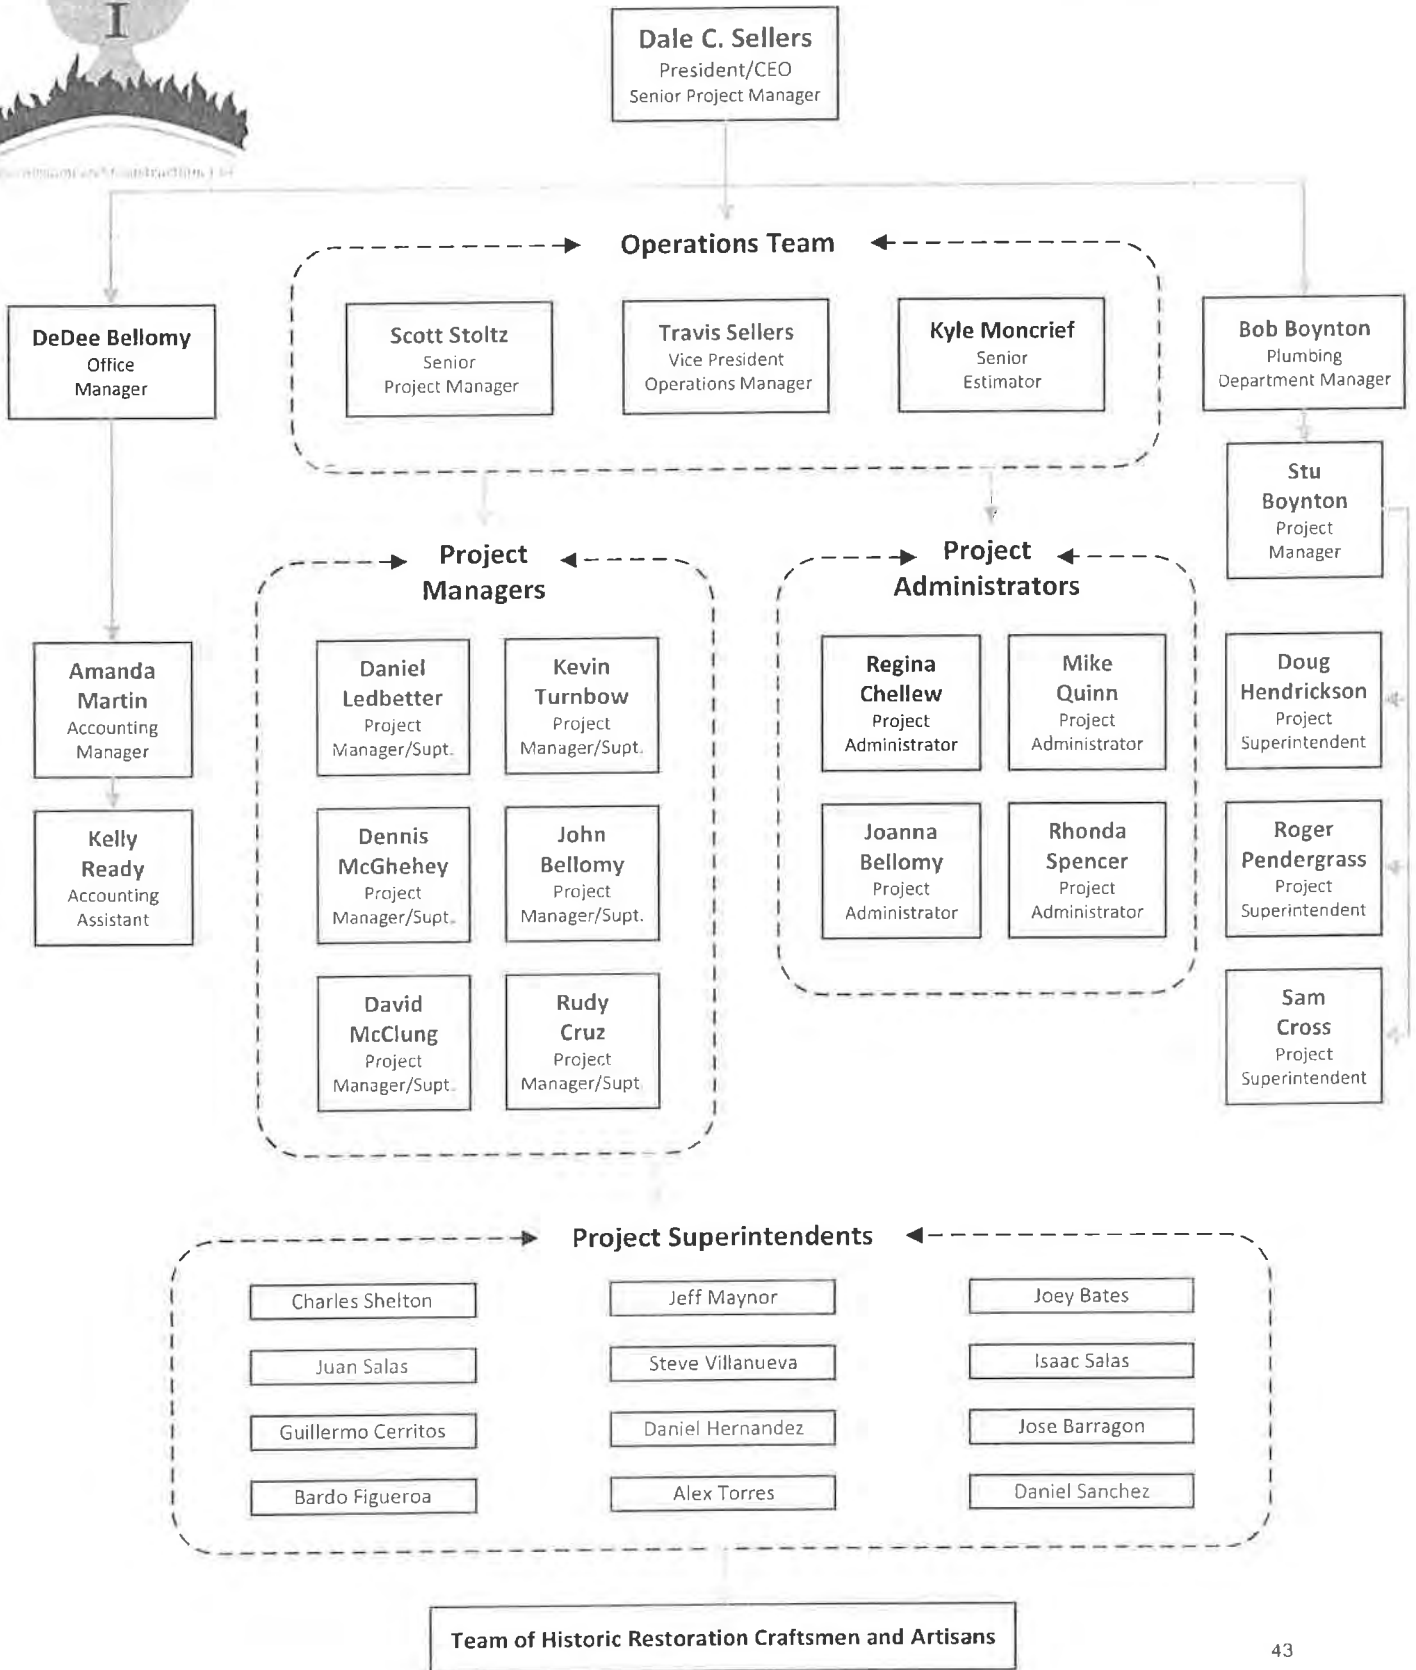 I
Dale C. Sellers
President/CEO
Senior Project Manager
Operations Team
DeDee Bellomy
Office
Manager
Scott Stoltz
Senior
Project Manager
Travis Sellers
Vice President
Operations Manager
Kyle Moncrief
Senior
Estimator
Bob Boynton
Plumbing
Department Manager
Stu
Boynton
Project
Manager
Project
Managers
Project
Administrators
Amanda
Martin
Accounting
Manager
Kelly
Ready
Accounting
Assistant
Daniel
Ledbetter
Project
Manager/Supt.
Kevin
Turnbow
Project
Manager/Supt.
Dennis
McGhehey
Project
Manager/Supt.
John
Bellomy
Project
Manager/Supt.
David
McClung
Project
Manager/Supt.
Rudy
Cruz
Project
Manager/Supt
Regina
Chellew
Project
Administrator
Mike
Quinn
Project
Administrator
Joanna
Bellomy
Project
Administrator
Rhonda
Spencer
Project
Administrator
Doug
Hendrickson
Project
Superintendent
Roger
Pendergrass
Project
Superintendent
Sam
Cross
Project
Superintendent
Project Superintendents
Charles Shelton
Jeff Maynor
Joey Bates
Juan Salas
Steve Villanueva
Isaac Salas
Guillermo Cerritos
Daniel Hernandez
Jose Barragon
Bardo Figueroa
Alex Torres
Daniel Sanchez
Team of Historic Restoration Craftsmen and Artisans
43